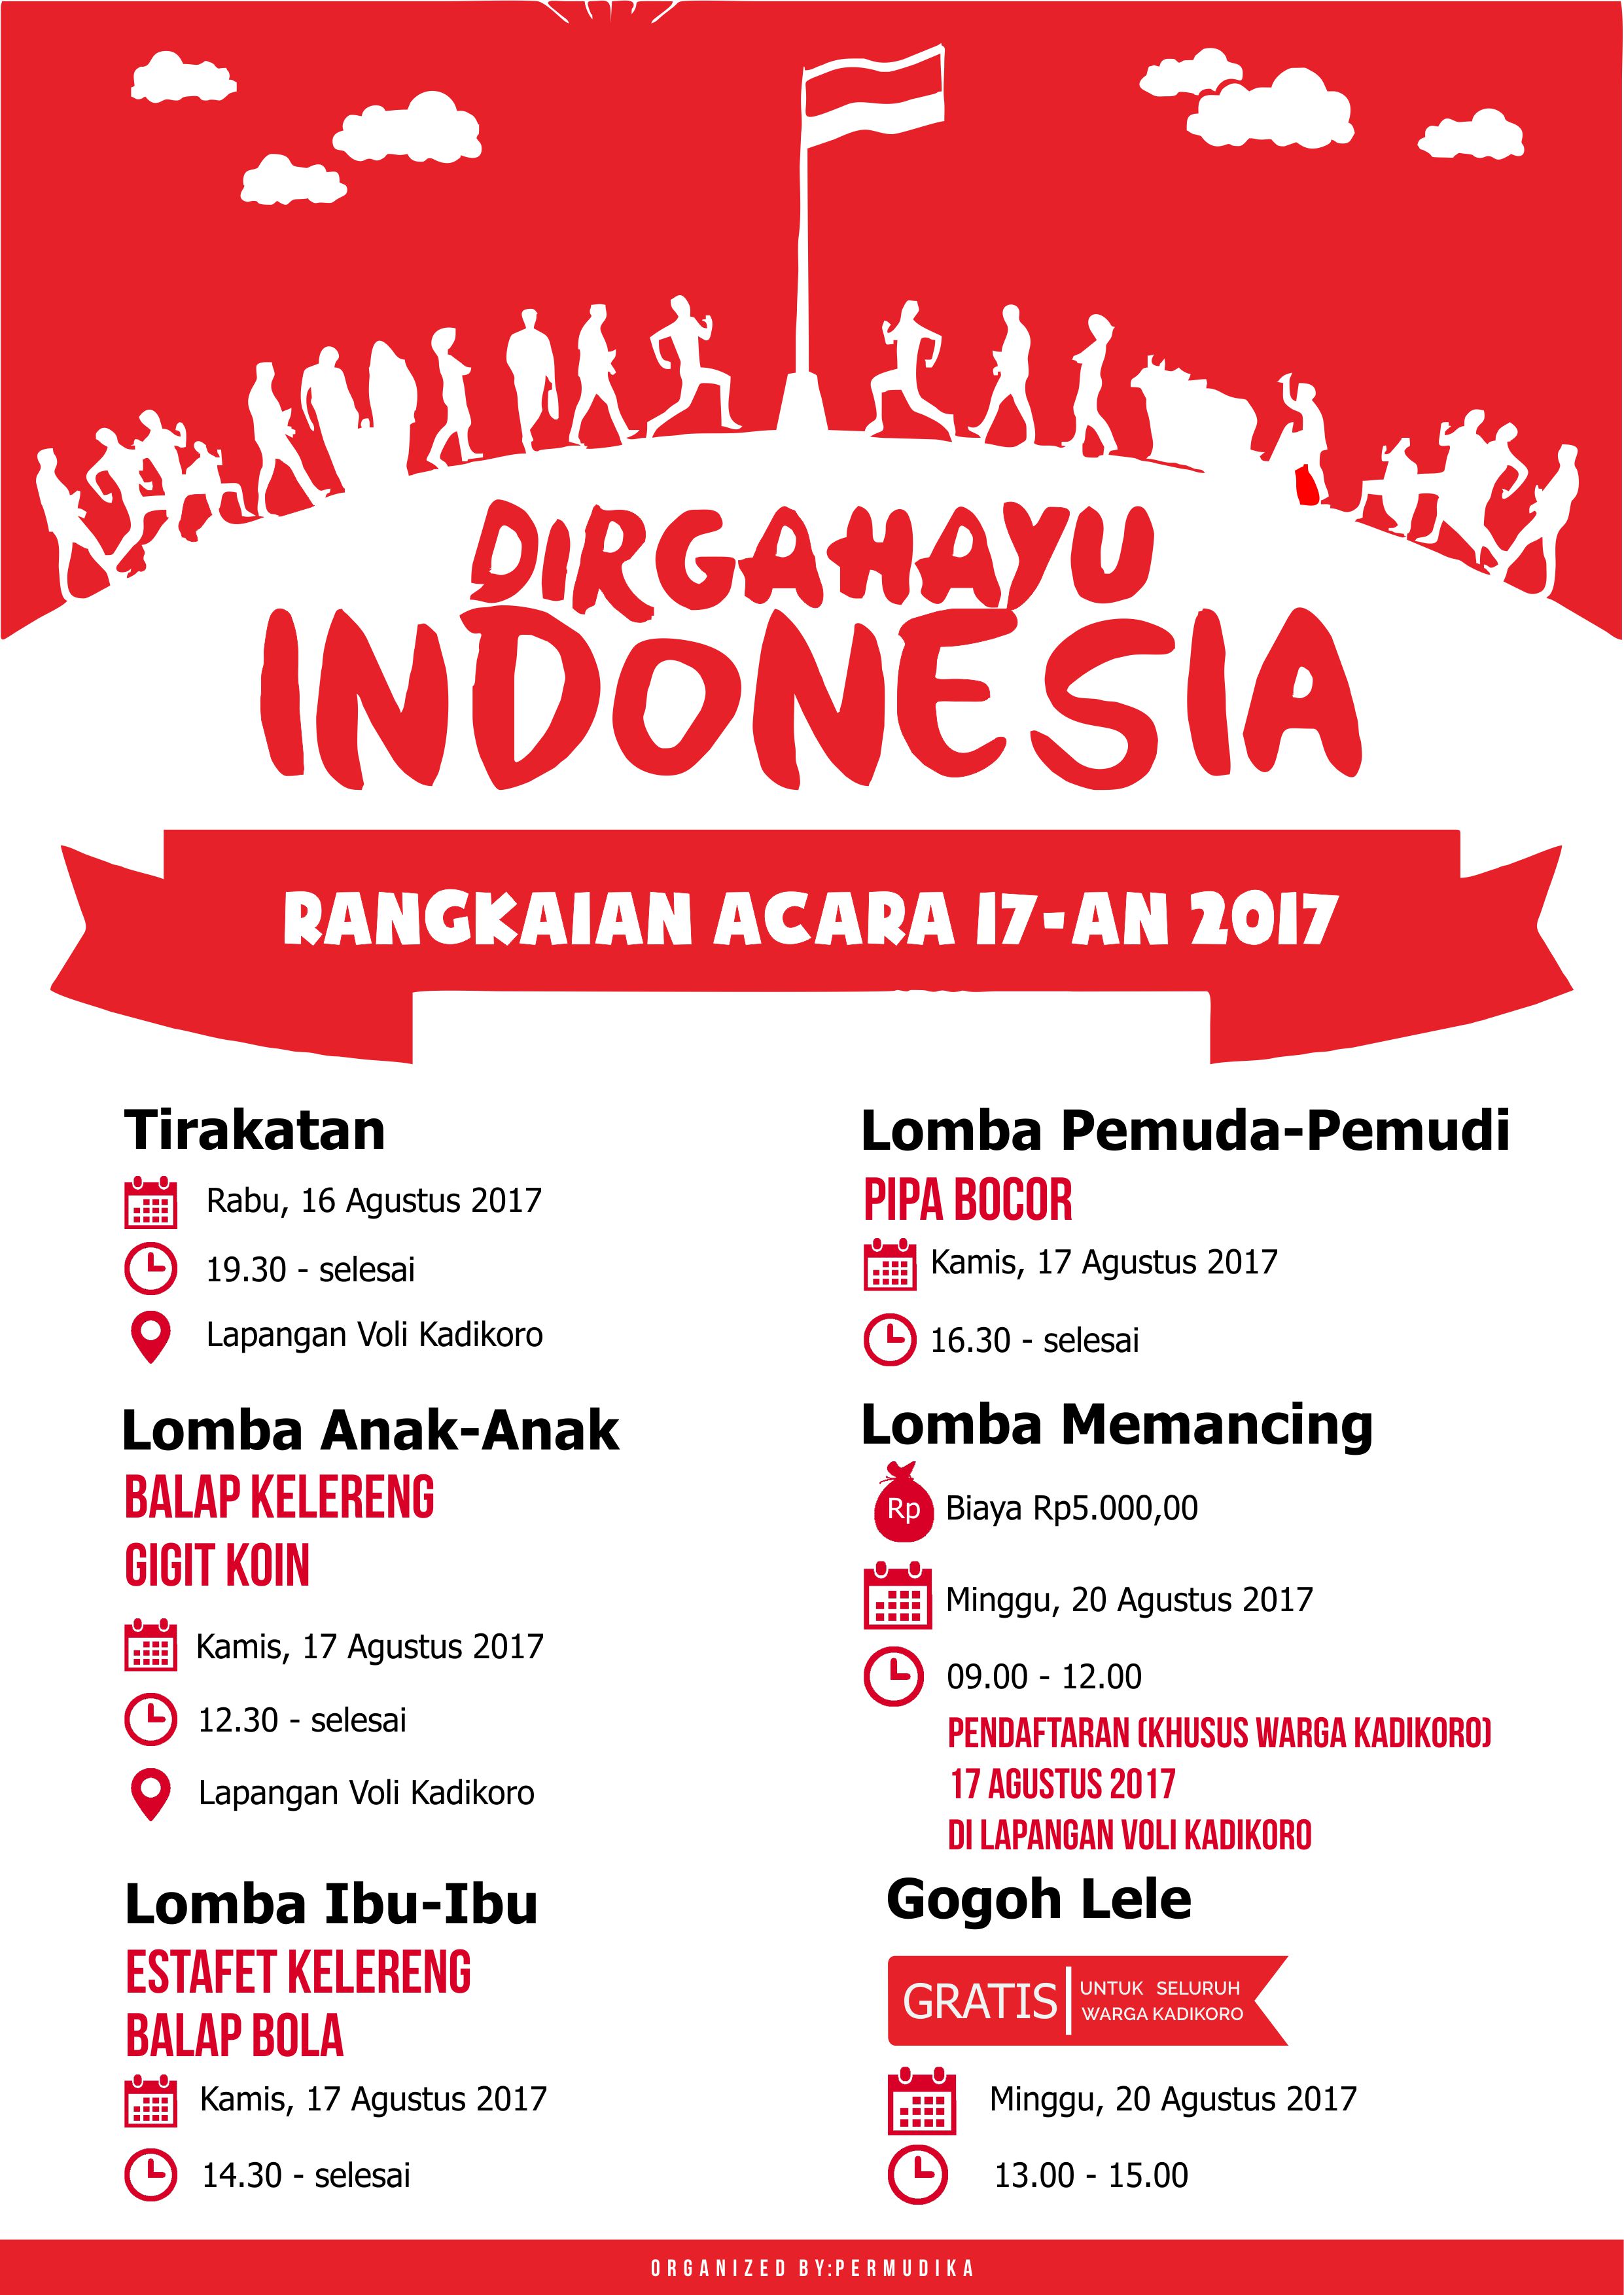 DIRGAHAYU
INDONESIA
RANGKAIAN ACARA 17-AN 2017
Tirakatan
Rabu, 16 Agustus 2017
19.30 - selesai
Lapangan Voli Kadikoro
Lomba Anak-Anak
BALAP KELERENG
GIGIT KOIN
Kamis, 17 Agustus 2017
12.30 - selesai
Lapangan Voli Kadikoro
Lomba Ibu-Ibu
ESTAFET KELERENG
BALAP BOLA
Kamis, 17 Agustus 2017
14.30 - selesai
Lomba Pemuda-Pemudi
PIPA BOCOR
Kamis, 17 Agustus 2017
16.30 - selesai
Lomba Memancing
Rp Biaya Rp5.000,00
Minggu, 20 Agustus 2017
09.00 - 12.00
PENDAFTARAN (KHUSUS WARGA KADIKORO)
17 AGUSTUS 2017
DI LAPANGAN VOLI KADIKORO
Gogoh Lele
GRATIS UNTUK SELURUH
WARGA KADIKORO
Minggu, 20 Agustus 2017
13.00 - 15.00
ORGANIZED BY:PERMUDIKA